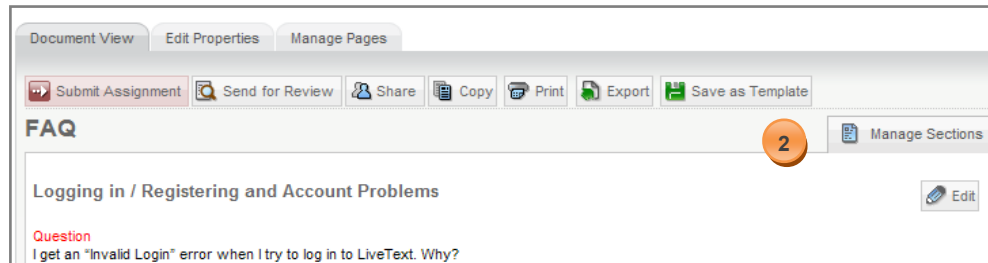 Document View Edit Properties Manage Pages
Submit Assignment Send for Review Share Copy Print Export Save as Template
FAQ 2 Manage Sections
Logging in / Registering and Account Problems Edit
Question
I get an “Invalid Login” error when I try to log in to LiveText. Why?